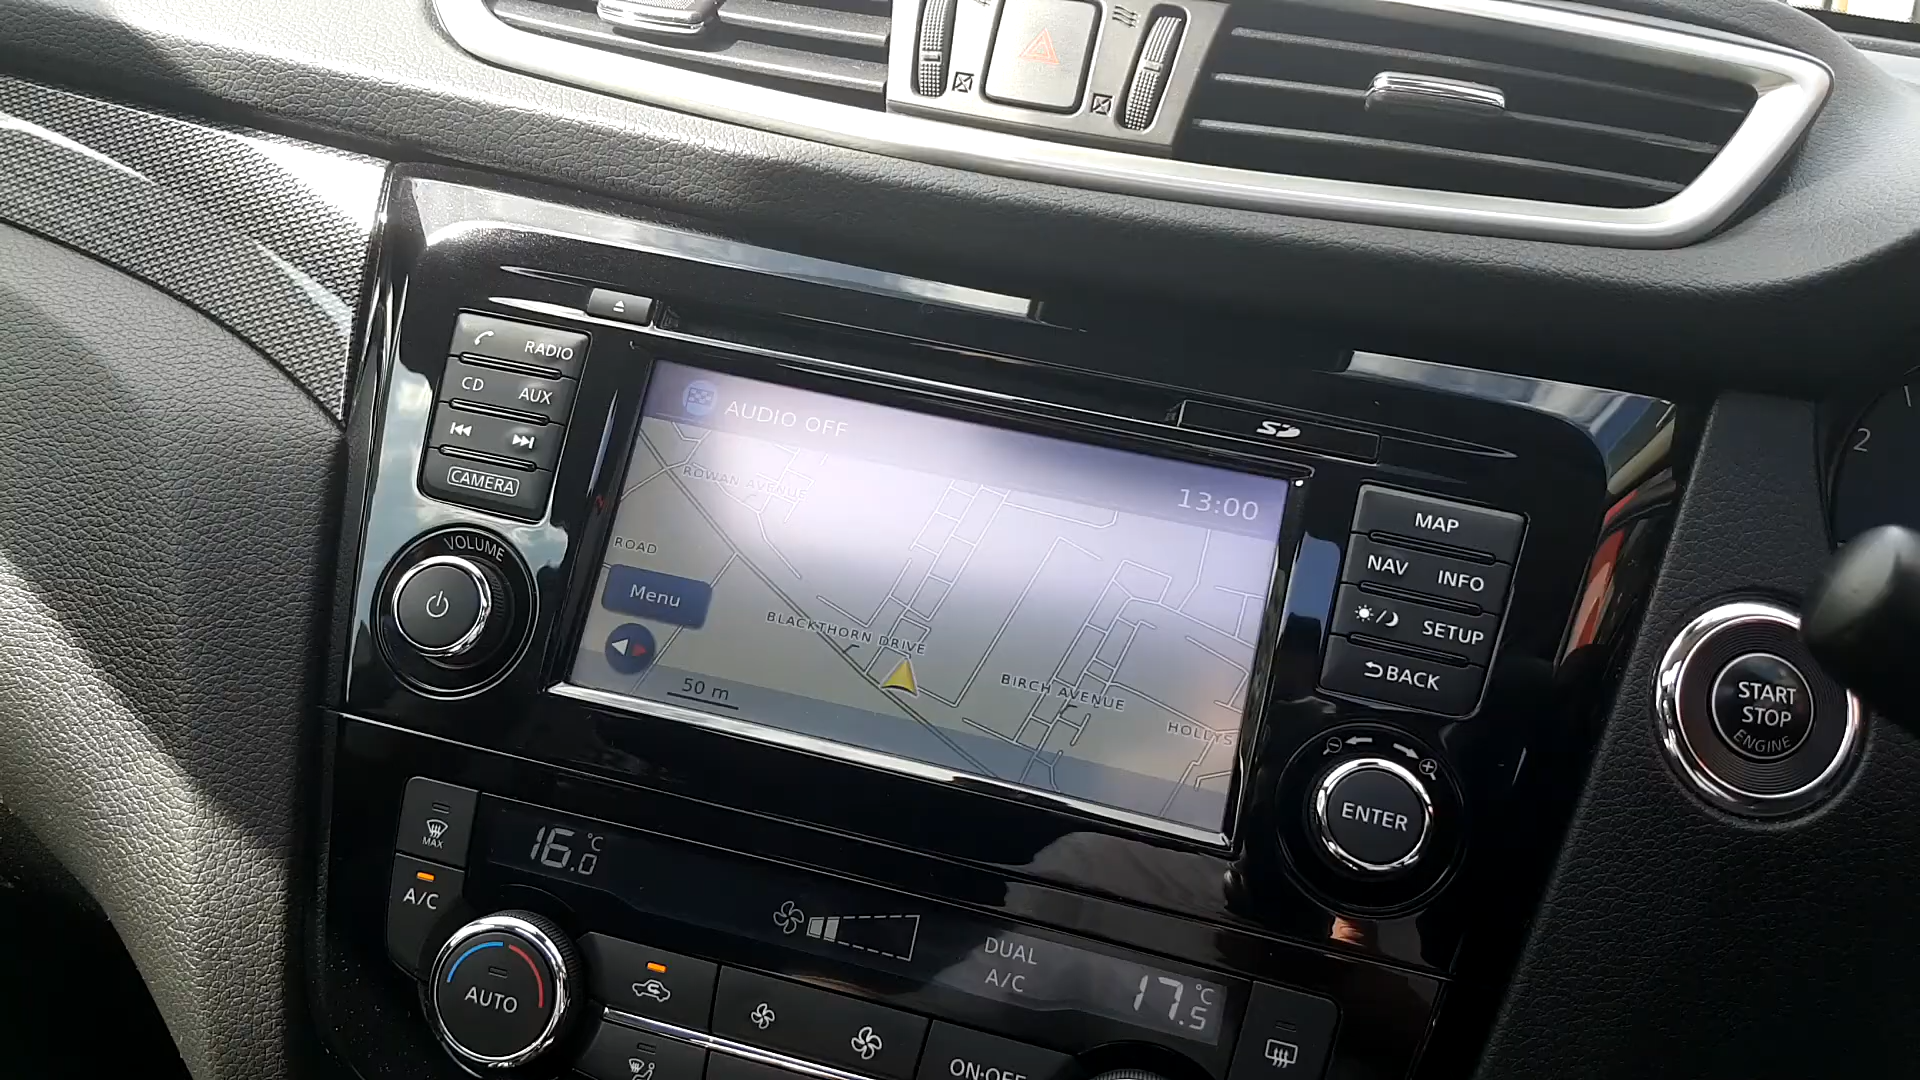 RADIO
CD AUX
CAMERA
VOLUME
AUDIO OFF
13:00
ROWAN AVENUE
ROAD
Menu
BLACKTHORN DRIVE
BIRCH AVENUE
50 m
SD
MAP
NAV INFO
SETUP
BACK
ENTER
START
STOP
ENGINE
2
MAX
A/C
16.0 °C
AUTO
DUAL
A/C
17.5 °C
ON·OFF